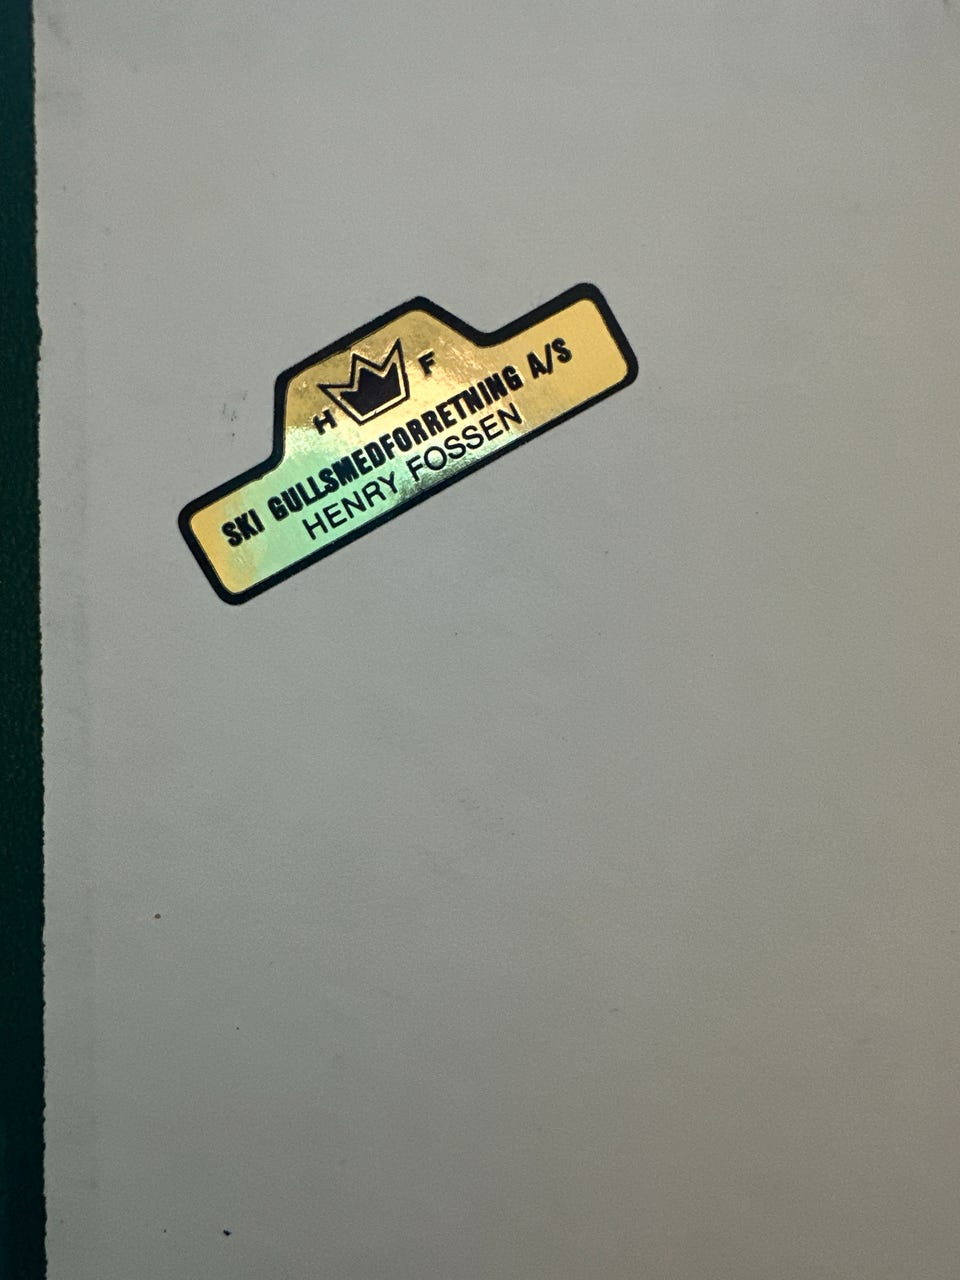 H F
SKI GULLSMEDFORRETNING A/S
HENRY FOSSEN